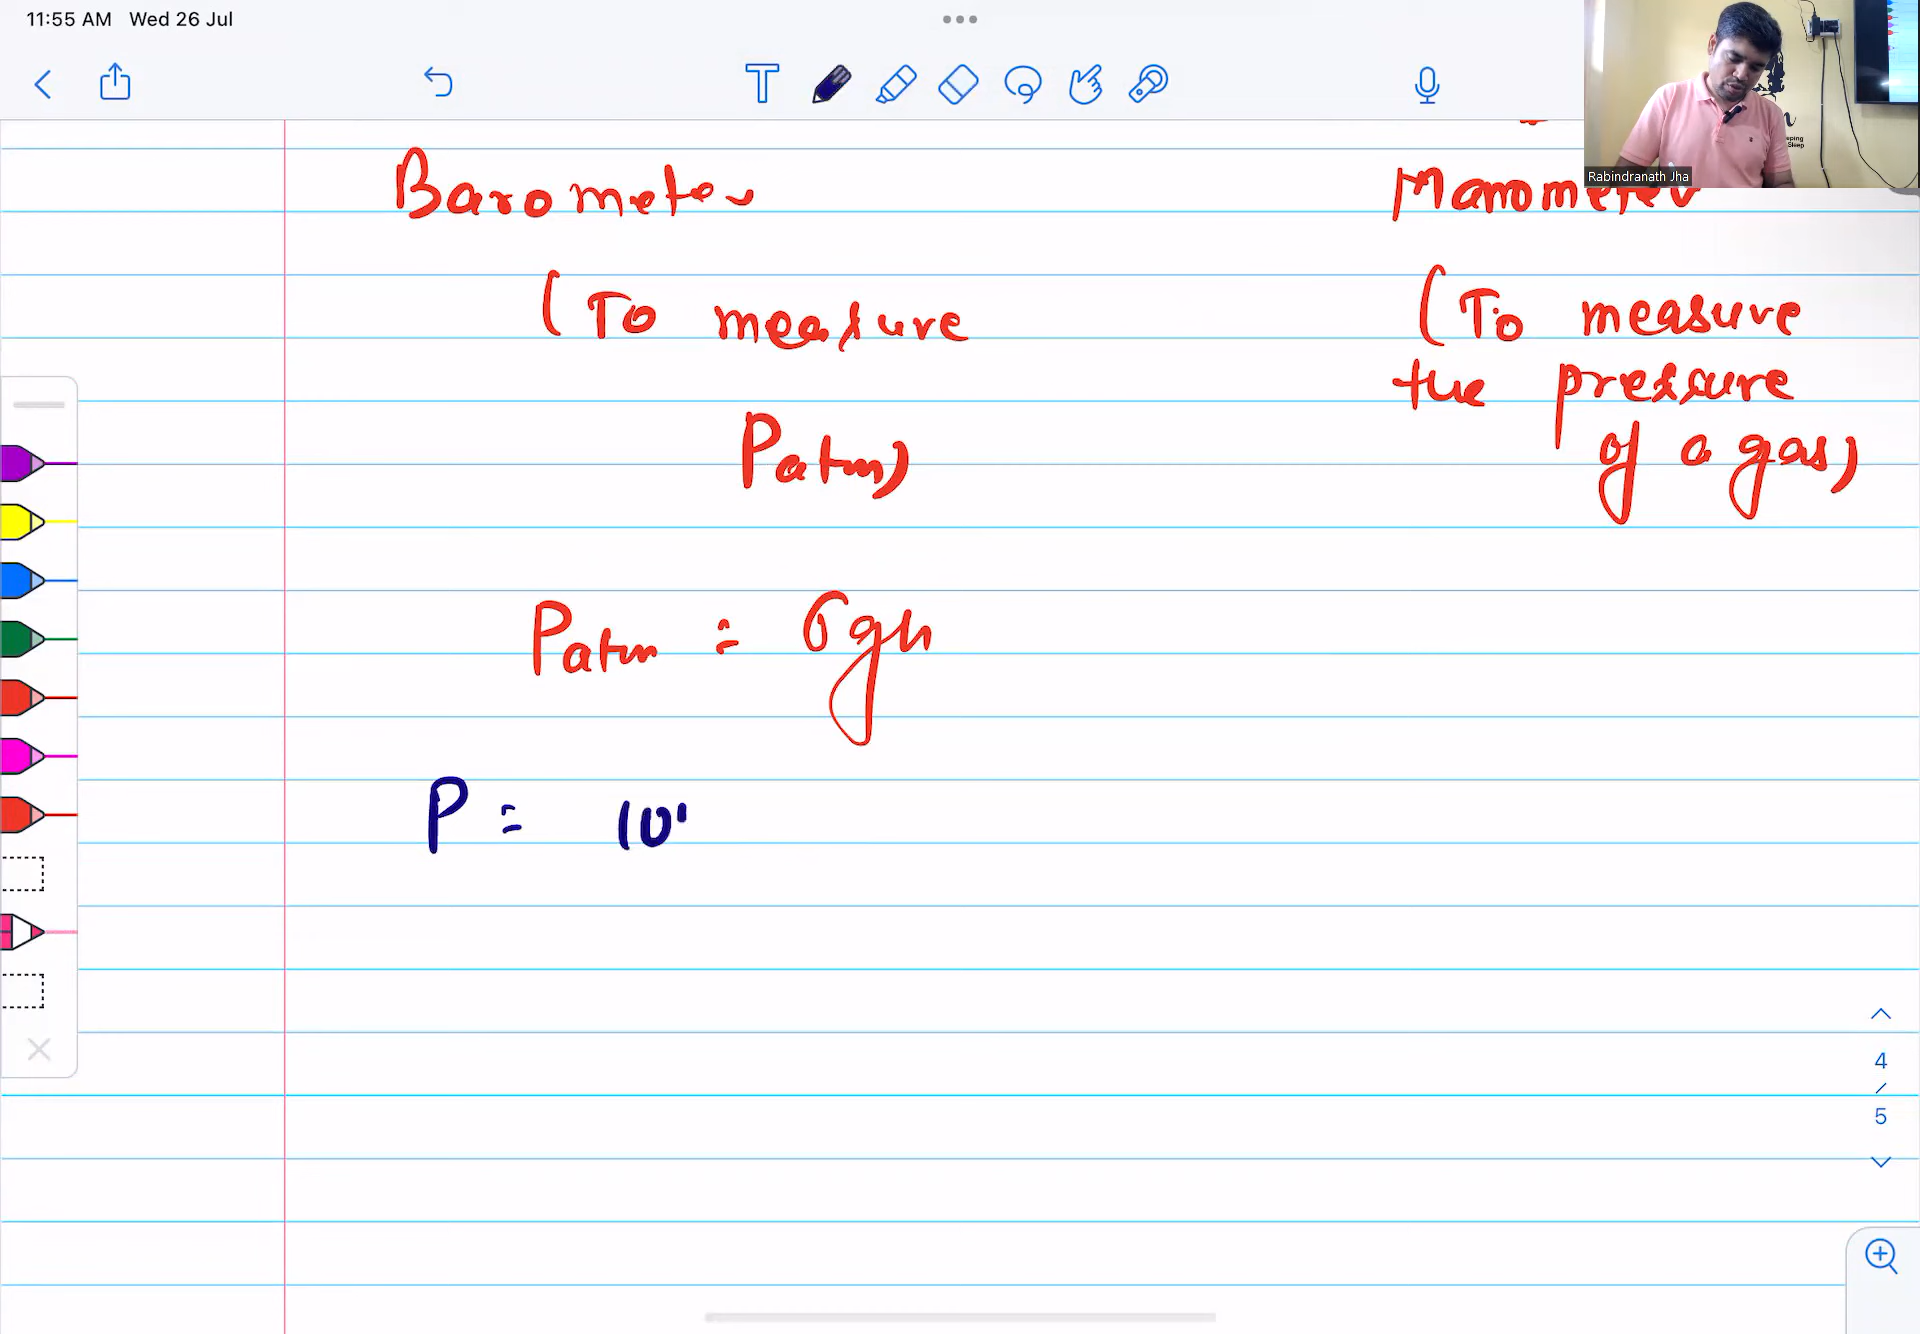 11:55 AM Wed 26 Jul
Rabindranath Jha
Barometer
Manometer
(To measure
Patm)
(To measure
the pressure
of a gas)
Patm = σgh
P = 10'
4
/
5